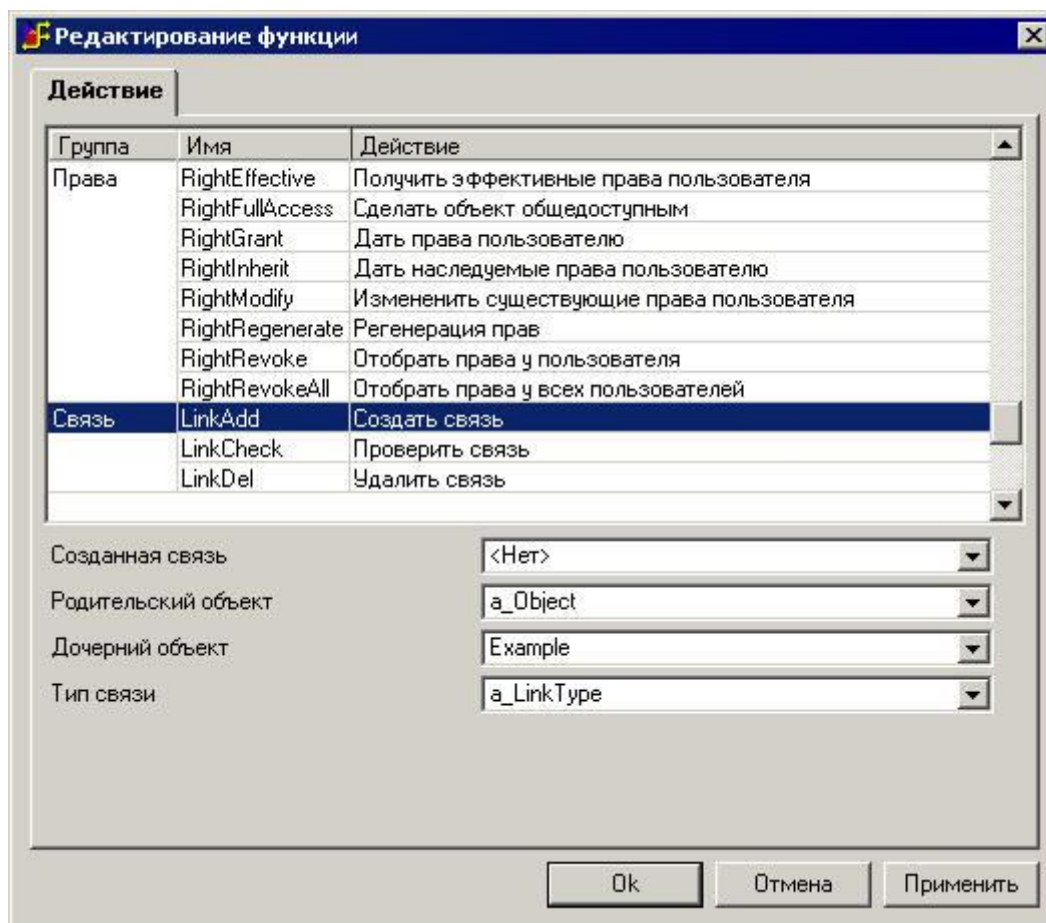 Редактирование функции
Действие
Группа Имя Действие
Права RightEffective Получить эффективные права пользователя
RightFullAccess Сделать объект общедоступным
RightGrant Дать права пользователю
RightInherit Дать наследуемые права пользователю
RightModify Измененить существующие права пользователя
RightRegenerate Регенерация прав
RightRevoke Отобрать права у пользователя
RightRevokeAll Отобрать права у всех пользователей
Связь LinkAdd Создать связь
LinkCheck Проверить связь
LinkDel Удалить связь
Созданная связь <Нет>
Родительский объект a_Object
Дочерний объект Example
Тип связи a_LinkType
Ok Отмена Применить